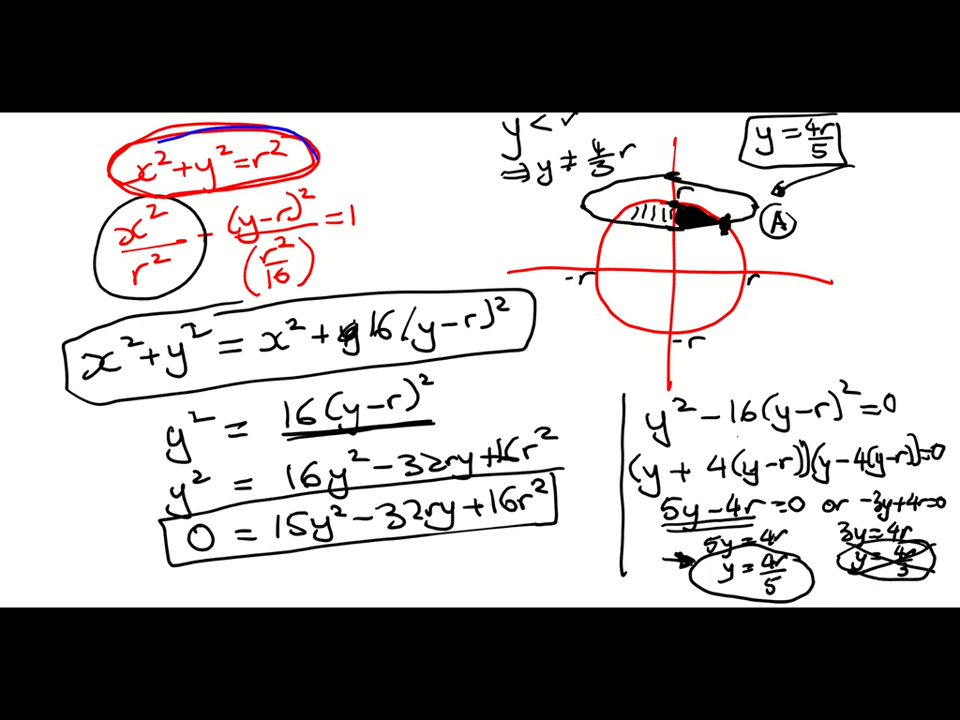 x² + y² = r²
x²/r² + (y-r)²/(r²/16) = 1
x² + y² = x² + 16(y-r)²
y² = 16(y-r)²
y² = 16y² - 32ry + 16r²
0 = 15y² - 32ry + 16r²
y < r
⇒ y ≠ 4/3 r
y = 4r/5
A
r
-r
r
-r
y² - 16(y-r)² = 0
(y + 4(y-r))(y - 4(y-r)) = 0
5y - 4r = 0 or -3y + 4r = 0
5y = 4r
3y = 4r
y = 4r/5
y = 4r/3